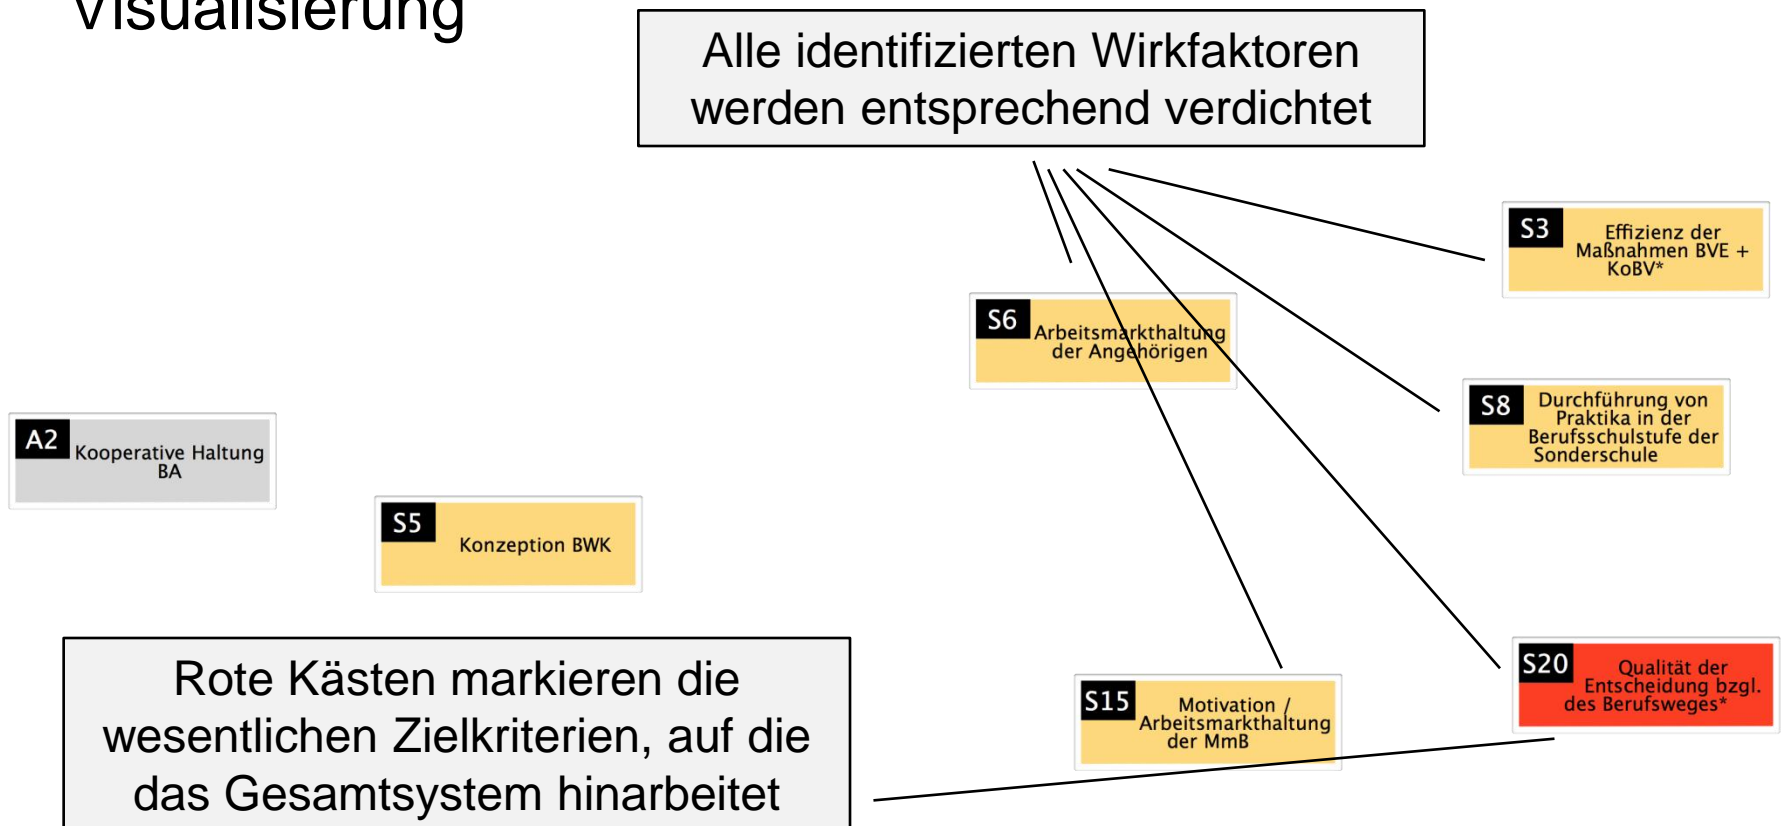 Visualisierung
Alle identifizierten Wirkfaktoren
werden entsprechend verdichtet
S3
Effizienz der
Maßnahmen BVE +
KoBV*
S6
Arbeitsmarkthaltung
der Angehörigen
S8
Durchführung von
Praktika in der
Berufsschulstufe der
Sonderschule
A2
Kooperative Haltung
BA
S5
Konzeption BWK
Rote Kästen markieren die
wesentlichen Zielkriterien, auf die
das Gesamtsystem hinarbeitet
S15
Motivation /
Arbeitsmarkthaltung
der MmB
S20
Qualität der
Entscheidung bzgl.
des Berufsweges*